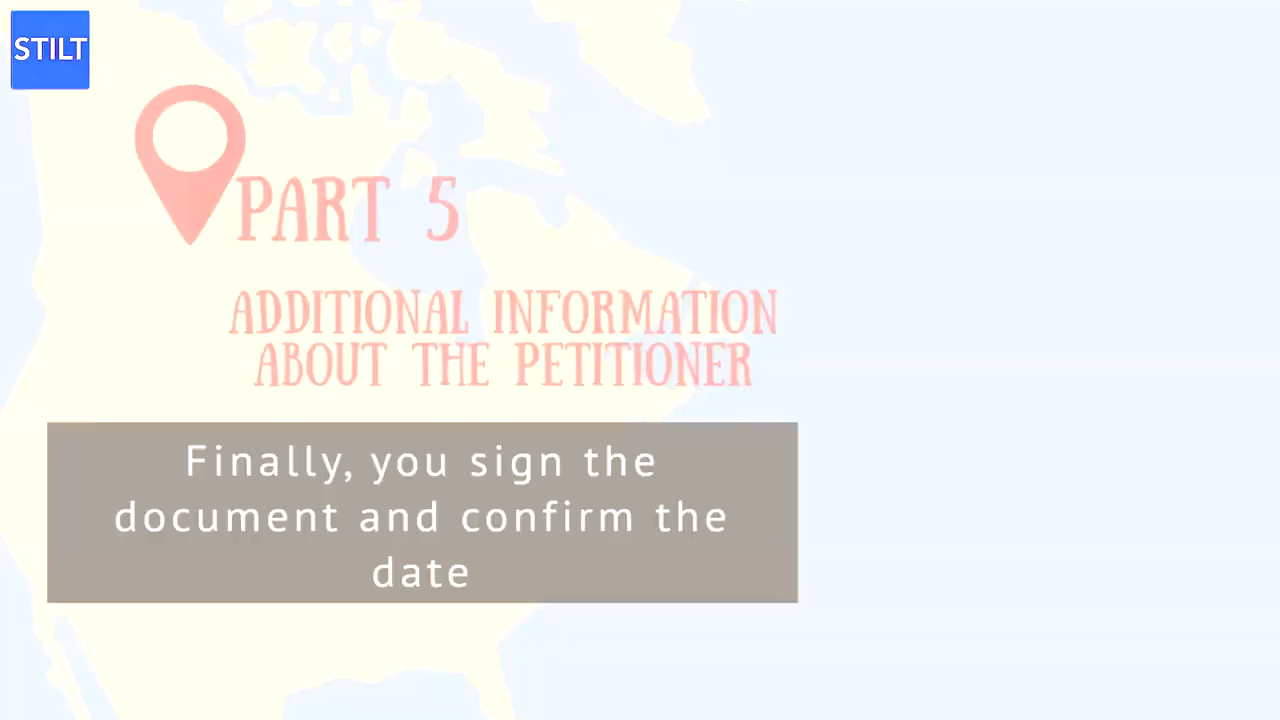 STILT
PART 5
ADDITIONAL INFORMATION
ABOUT THE PETITIONER
Finally, you sign the
document and confirm the
date